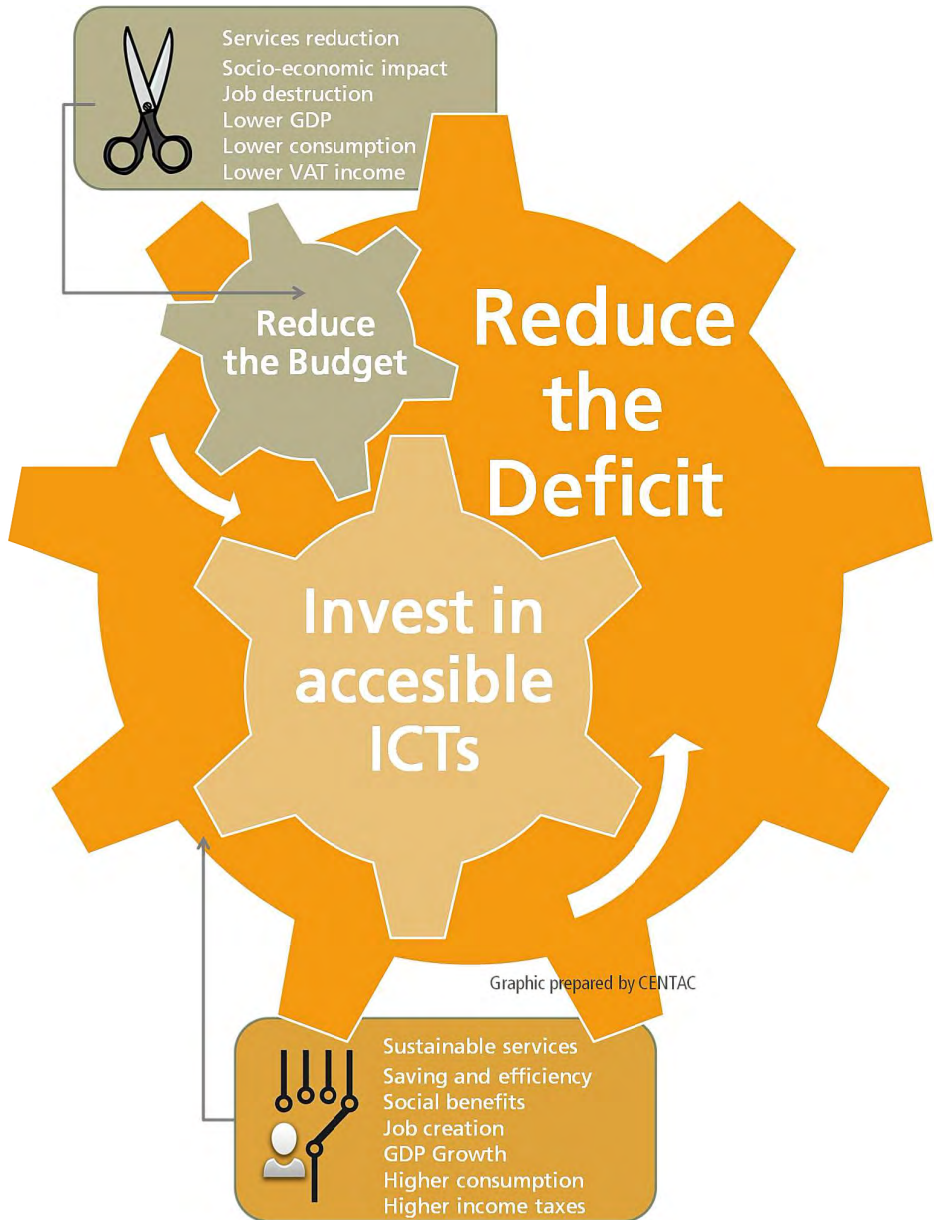 Services reduction
Socio-economic impact
Job destruction
Lower GDP
Lower consumption
Lower VAT income
Reduce
the Budget
Reduce
the
Deficit
Invest in
accesible
ICTs
Graphic prepared by CENTAC
Sustainable services
Saving and efficiency
Social benefits
Job creation
GDP Growth
Higher consumption
Higher income taxes